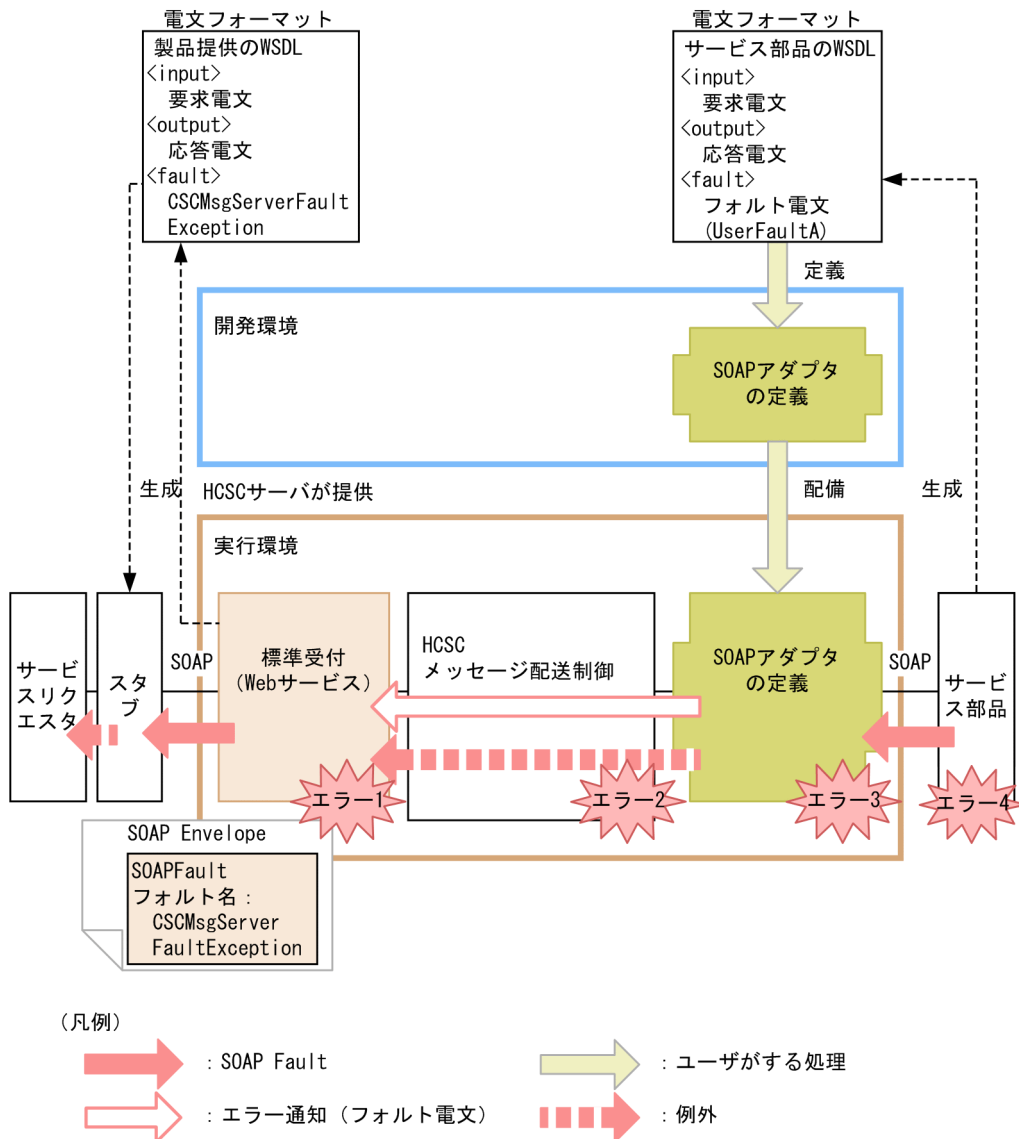 電文フォーマット
製品提供のWSDL
<input>
要求電文
<output>
応答電文
<fault>
CSCMsgServerFault
Exception
電文フォーマット
サービス部品のWSDL
<input>
要求電文
<output>
応答電文
<fault>
フォルト電文
(UserFaultA)
定義
開発環境
SOAPアダプタ
の定義
生成
HCSCサーバが提供
配備
生成
実行環境
サービ
スリク
エスタ
スタ
ブ
SOAP
標準受付
(Webサービス)
HCSC
メッセージ配送制御
SOAPアダプタ
の定義
SOAP
サービ
ス部品
エラー1
エラー2
エラー3
エラー4
SOAP Envelope
SOAPFault
フォルト名:
CSCMsgServer
FaultException
(凡例)
: SOAP Fault
: ユーザがする処理
: エラー通知(フォルト電文)
: 例外